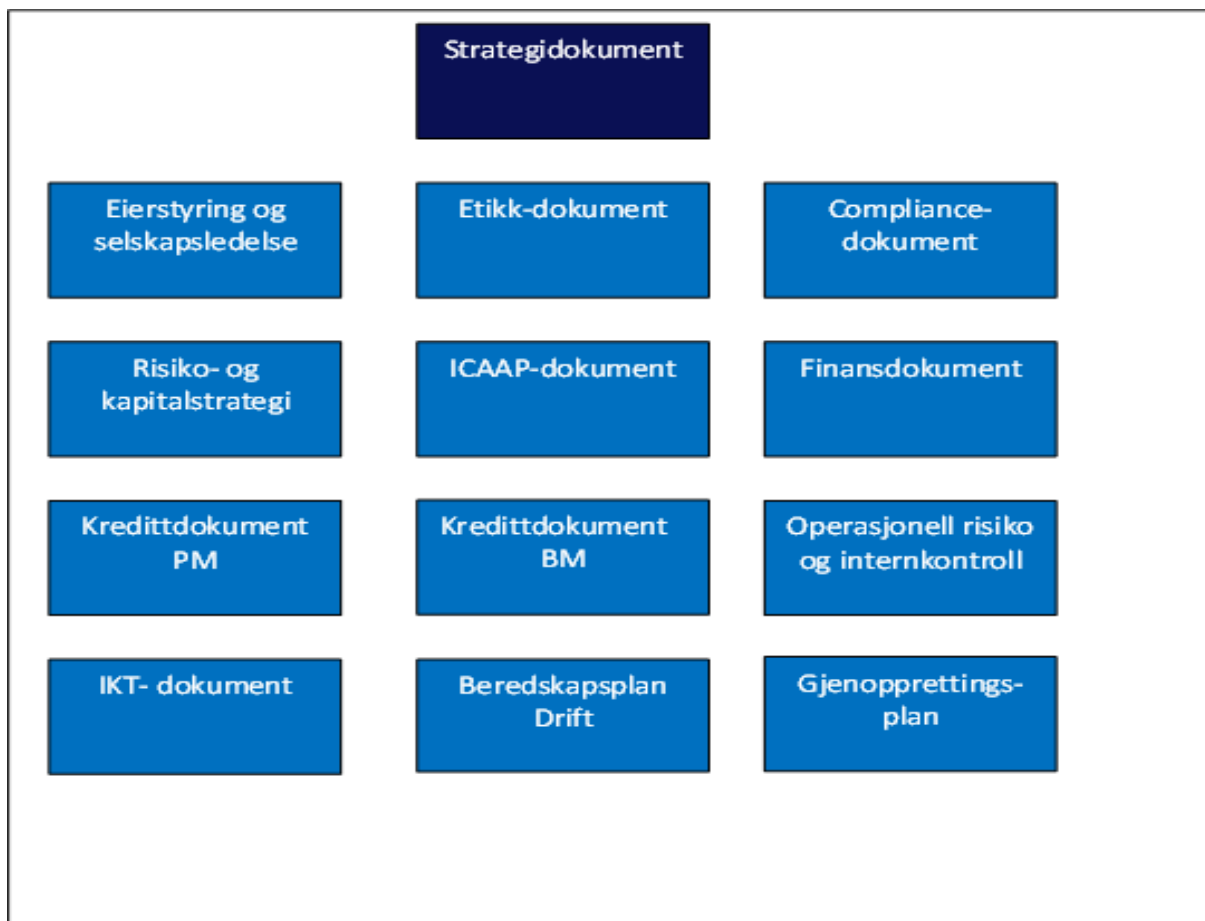 Strategidokument
Eierstyring og
selskapsledelse
Etikk-dokument
Compliance-
dokument
Risiko- og
kapitalstrategi
ICAAP-dokument
Finansdokument
Kredittdokument
PM
Kredittdokument
BM
Operasjonell risiko
og internkontroll
IKT- dokument
Beredskapsplan
Drift
Gjenopprettings-
plan